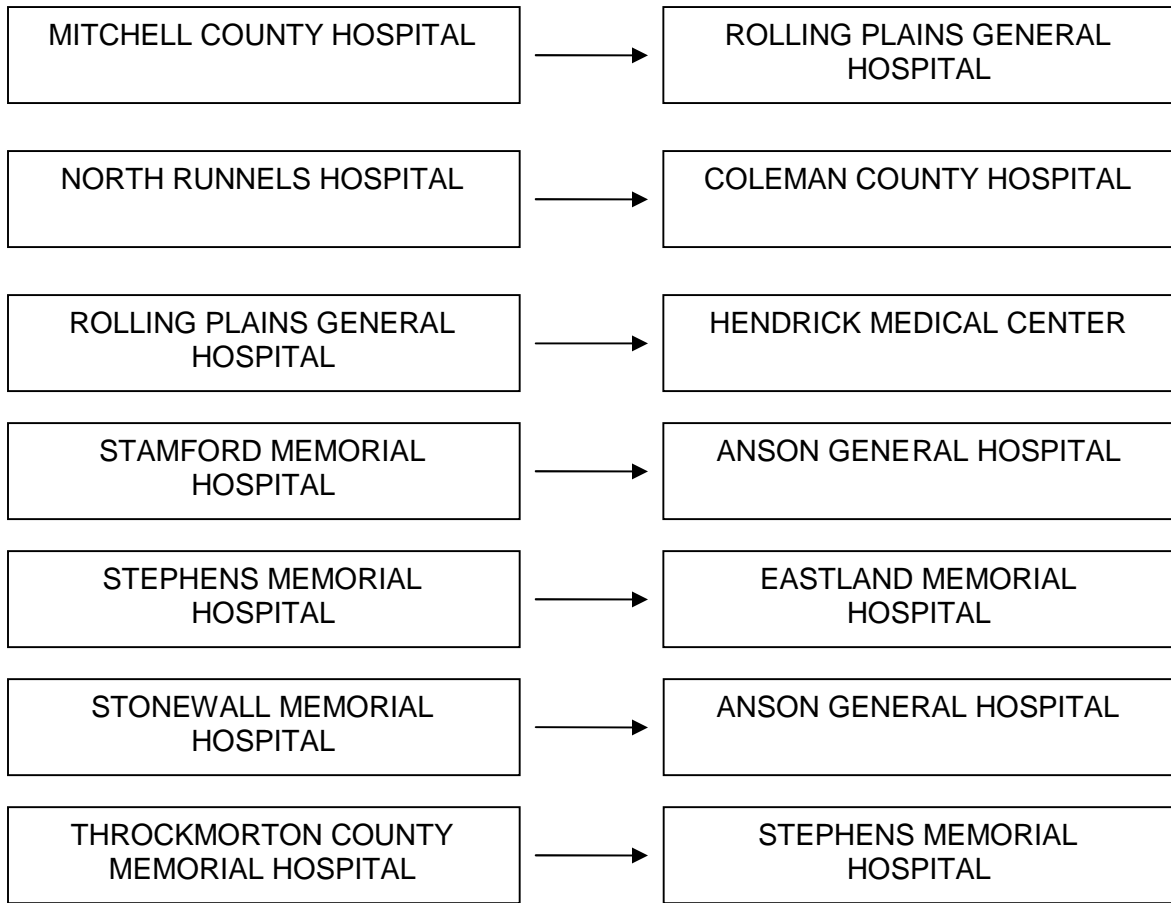 MITCHELL COUNTY HOSPITAL
ROLLING PLAINS GENERAL
HOSPITAL
NORTH RUNNELS HOSPITAL
COLEMAN COUNTY HOSPITAL
ROLLING PLAINS GENERAL
HOSPITAL
HENDRICK MEDICAL CENTER
STAMFORD MEMORIAL
HOSPITAL
ANSON GENERAL HOSPITAL
STEPHENS MEMORIAL
HOSPITAL
EASTLAND MEMORIAL
HOSPITAL
STONEWALL MEMORIAL
HOSPITAL
ANSON GENERAL HOSPITAL
THROCKMORTON COUNTY
MEMORIAL HOSPITAL
STEPHENS MEMORIAL
HOSPITAL